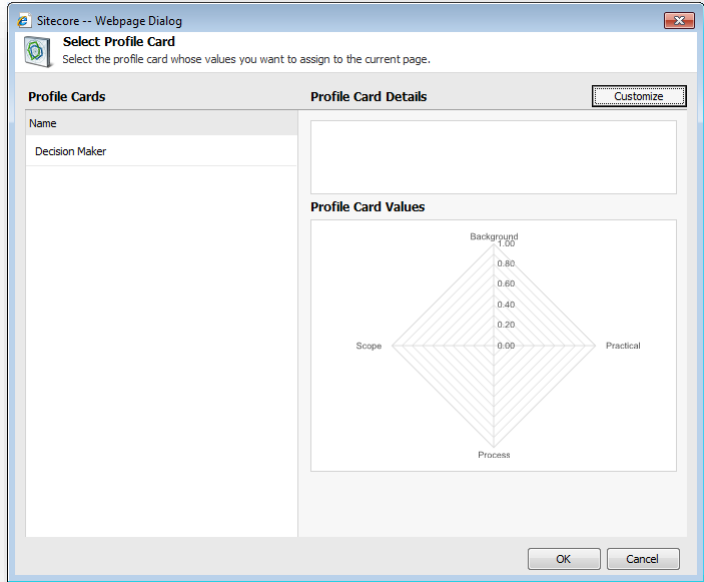 Sitecore -- Webpage Dialog
Select Profile Card
Select the profile card whose values you want to assign to the current page.
Profile Cards
Profile Card Details
Customize
Name
Decision Maker
Profile Card Values
Background
1.00
0.80
0.60
0.40
0.20
Scope
0.00
Practical
Process
OK
Cancel